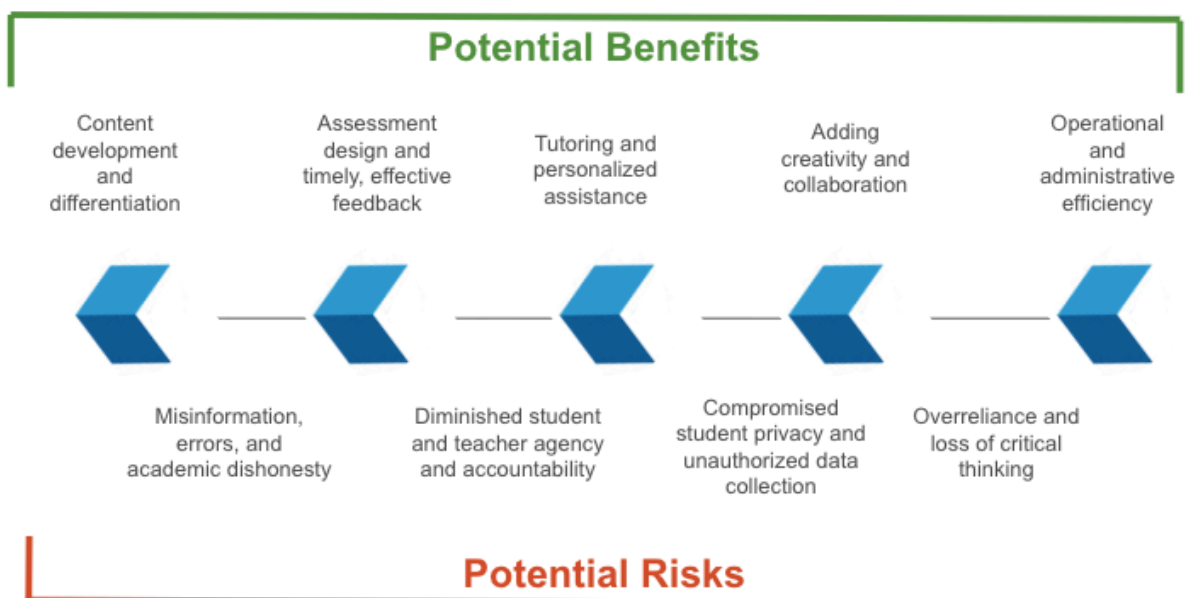 Potential Benefits
Content
development
and
differentiation
Assessment
design and
timely, effective
feedback
Tutoring and
personalized
assistance
Adding
creativity and
collaboration
Operational
and
administrative
efficiency
Misinformation,
errors, and
academic dishonesty
Diminished student
and teacher agency
and accountability
Compromised
student privacy and
unauthorized data
collection
Overreliance and
loss of critical
thinking
Potential Risks